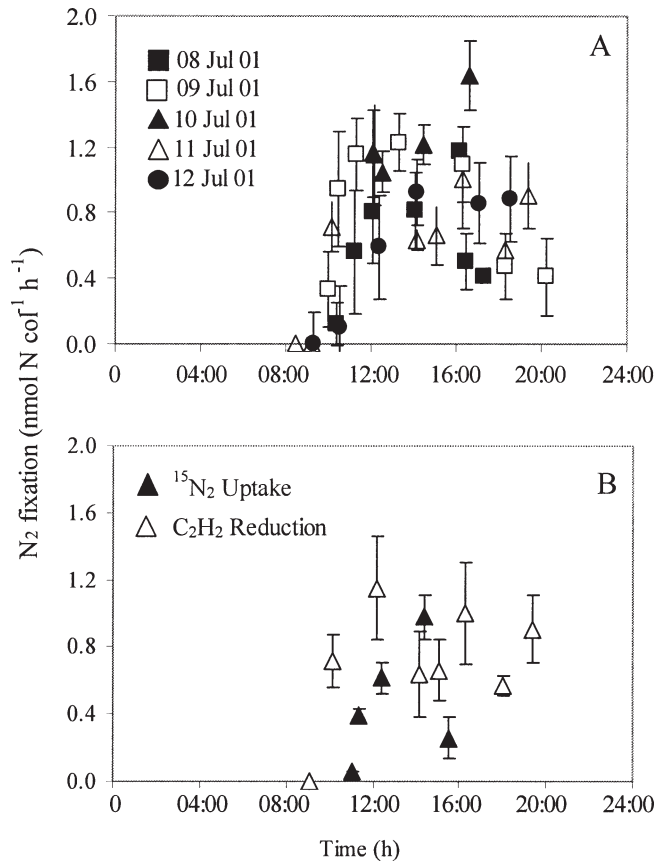 N₂ fixation (nmol N col⁻¹ h⁻¹)
A
2.0
1.6
1.2
0.8
0.4
0.0
08 Jul 01
09 Jul 01
10 Jul 01
11 Jul 01
12 Jul 01
0 04:00 08:00 12:00 16:00 20:00 24:00
B
2.0
1.6
1.2
0.8
0.4
0.0
¹⁵N₂ Uptake
C₂H₂ Reduction
0 04:00 08:00 12:00 16:00 20:00 24:00
Time (h)